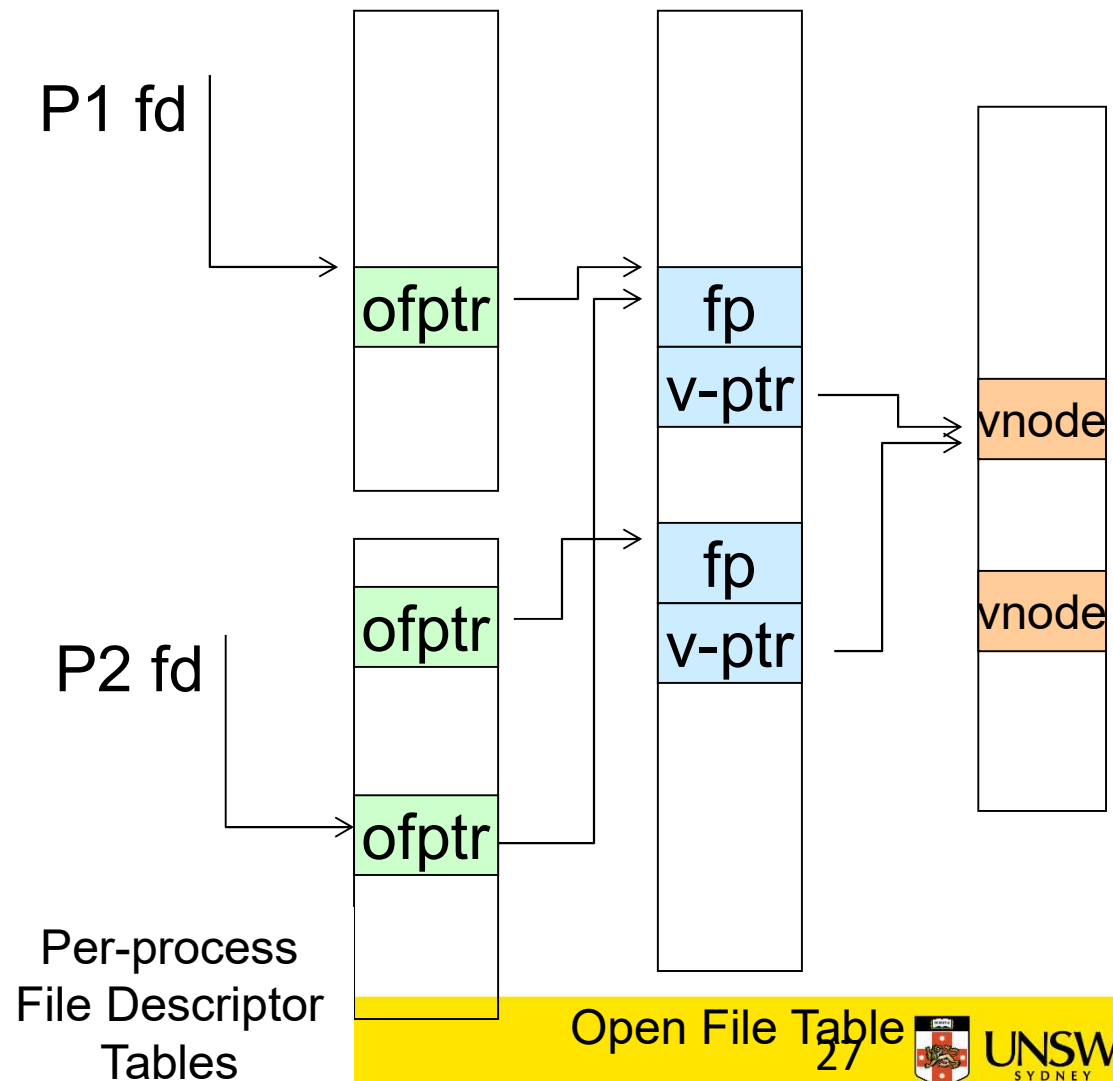 P1 fd
ofptr
fp
v-ptr
vnode
fp
ofptr
v-ptr
vnode
P2 fd
ofptr
Per-process
File Descriptor
Tables
Open File Table
27
UNSW
SYDNEY